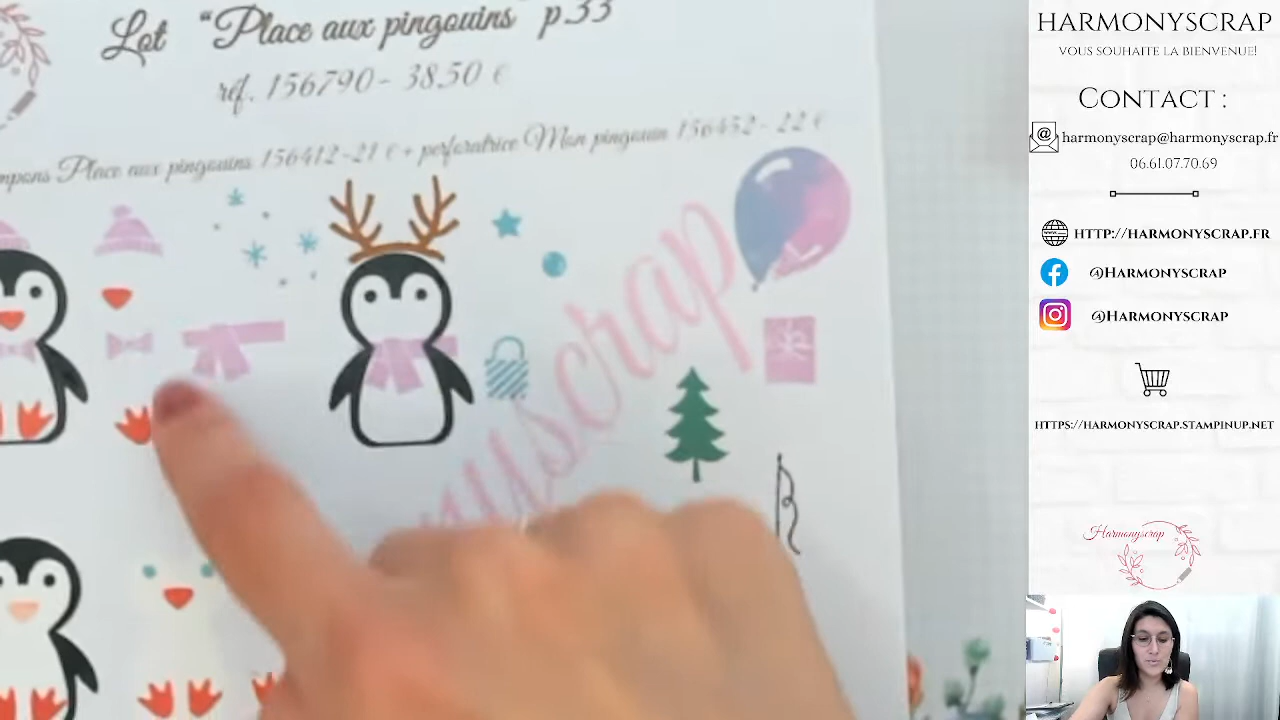 Lot "Place aux pingouins" p.33
réf. 156790 - 38,50 €
mpons Place aux pingouins 156412-21 € + perforatrice Mon pingouin 156452- 22 €
HARMONYSCRAP
VOUS SOUHAITE LA BIENVENUE!
CONTACT :
harmonyscrap@harmonyscrap.fr
06.61.07.70.69
HTTP://HARMONYSCRAP.FR
@HARMONYSCRAP
@HARMONYSCRAP
HTTPS://HARMONYSCRAP.STAMPINUP.NET
Harmonyscrap